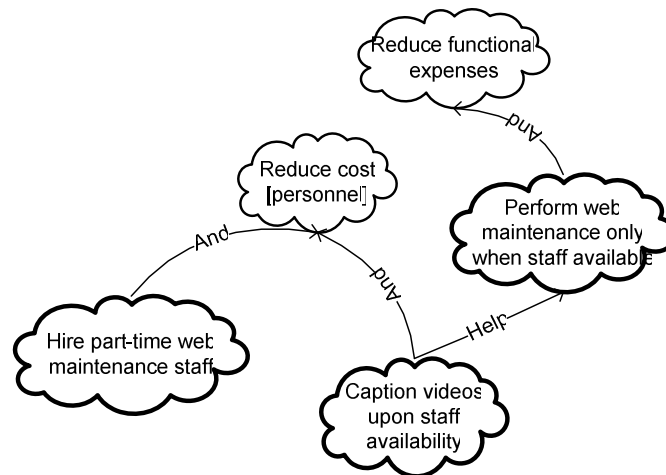 Reduce functional
expenses
And
Reduce cost
[personnel]
Perform web
maintenance only
when staff available
And
And
Help
Hire part-time web
maintenance staff
Caption videos
upon staff
availability